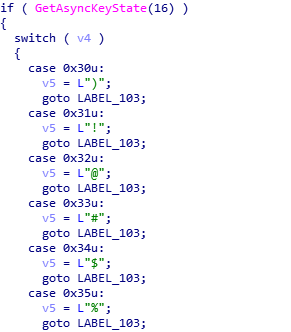 if ( GetAsyncKeyState(16) )
{
switch ( v4 )
{
case 0x30u:
v5 = L")";
goto LABEL_103;
case 0x31u:
v5 = L"!";
goto LABEL_103;
case 0x32u:
v5 = L"@";
goto LABEL_103;
case 0x33u:
v5 = L"#";
goto LABEL_103;
case 0x34u:
v5 = L"$";
goto LABEL_103;
case 0x35u:
v5 = L"%";
goto LABEL_103;